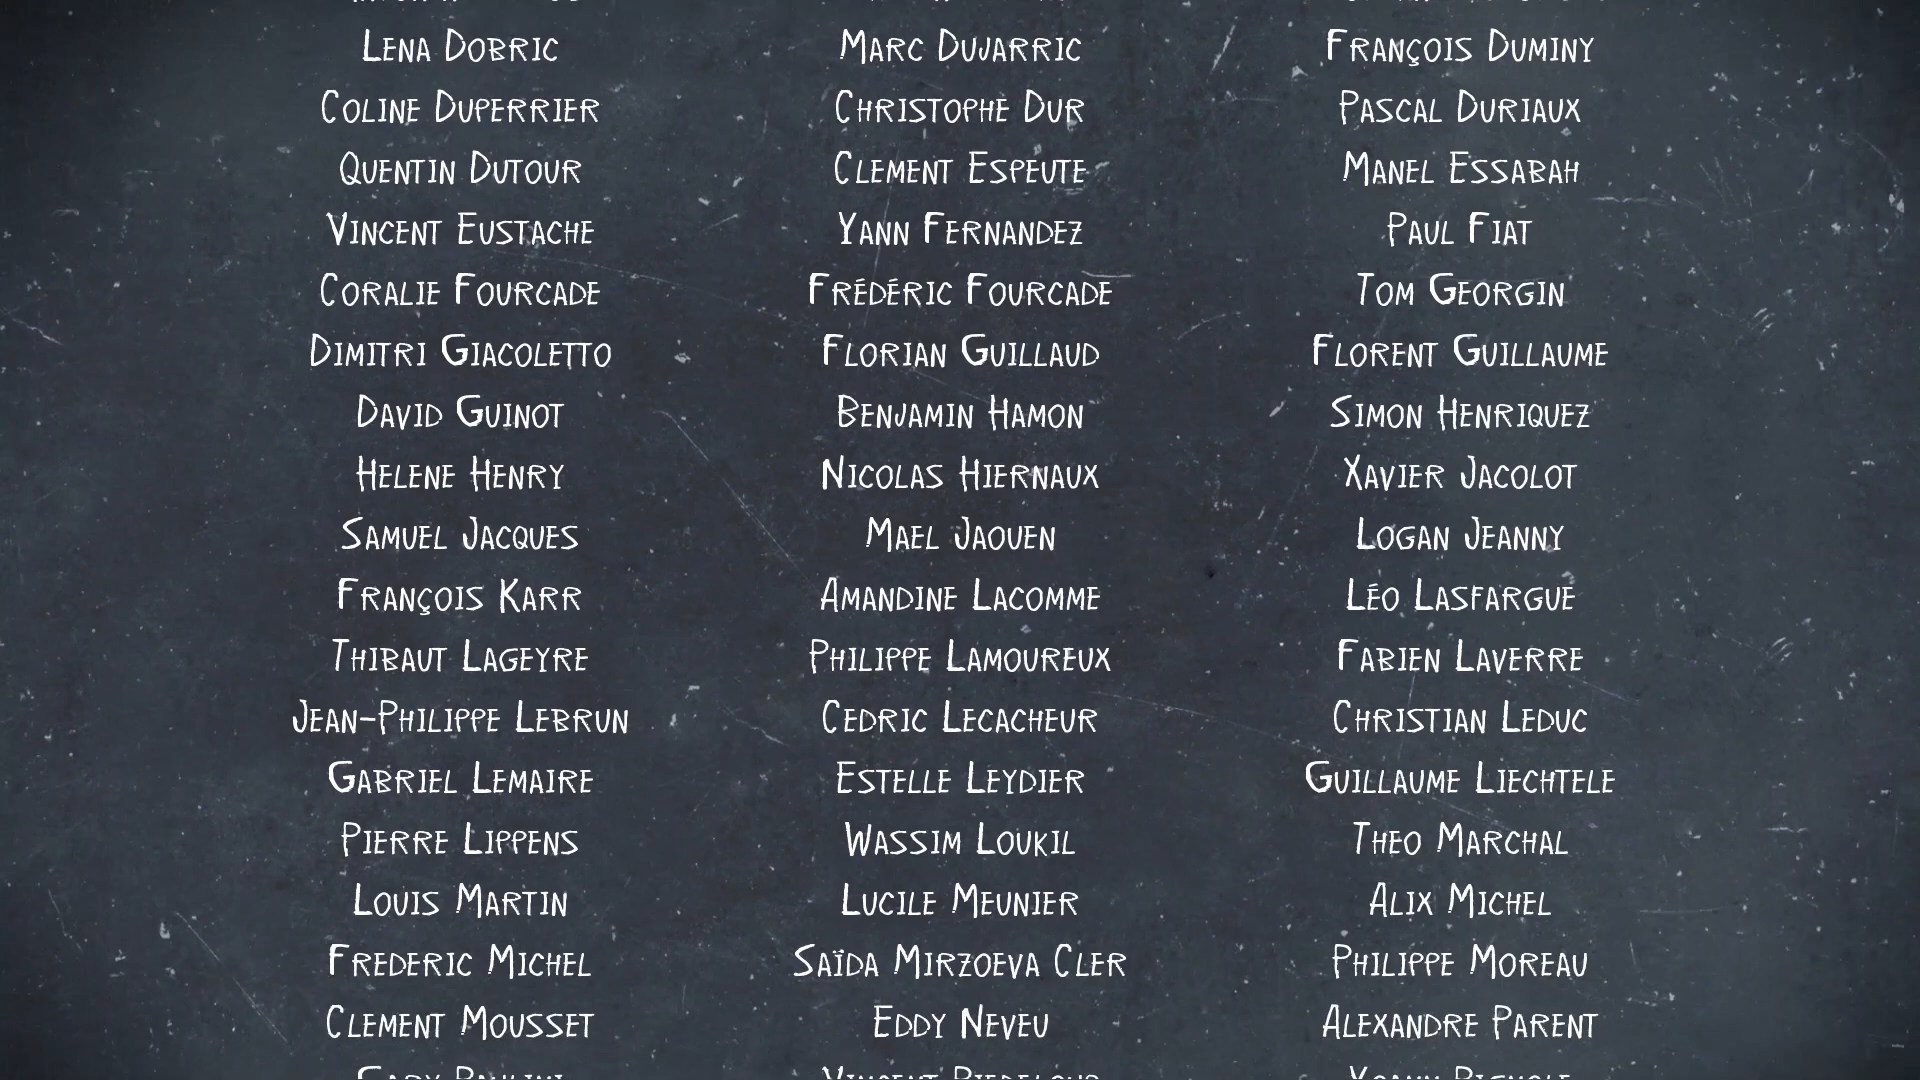 Lena Dobric Marc Dujarric François Duminy
Coline Duperrier Christophe Dur Pascal Duriaux
Quentin Dutour Clement Espeute Manel Essabah
Vincent Eustache Yann Fernandez Paul Fiat
Coralie Fourcade Frédéric Fourcade Tom Georgin
Dimitri Giacoletto Florian Guillaud Florent Guillaume
David Guinot Benjamin Hamon Simon Henriquez
Helene Henry Nicolas Hiernaux Xavier Jacolot
Samuel Jacques Mael Jaouen Logan Jeanny
François Karr Amandine Lacomme Léo Lasfargue
Thibaut Lageyre Philippe Lamoureux Fabien Laverre
Jean-Philippe Lebrun Cedric Lecacheur Christian Leduc
Gabriel Lemaire Estelle Leydier Guillaume Liechtele
Pierre Lippens Wassim Loukil Theo Marchal
Louis Martin Lucile Meunier Alix Michel
Frederic Michel Saïda Mirzoeva Cler Philippe Moreau
Clement Mousset Eddy Neveu Alexandre Parent